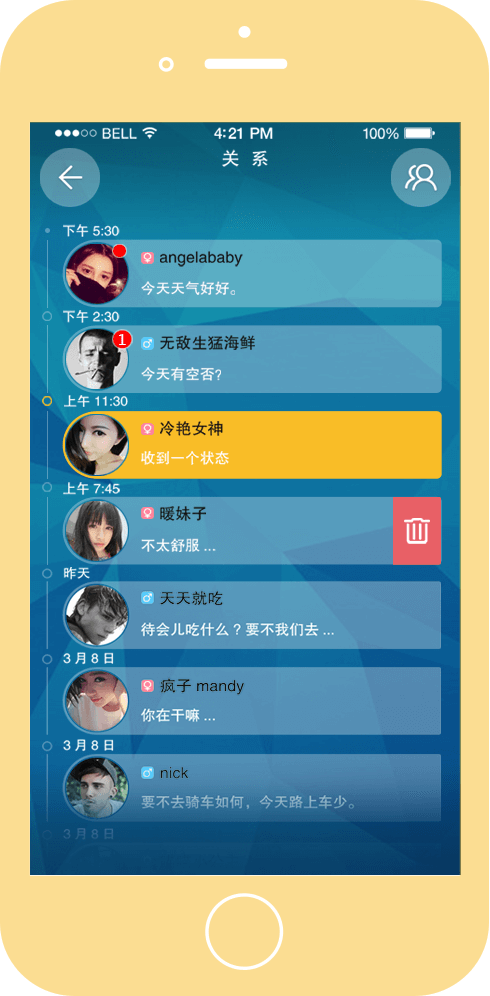 BELL 4:21 PM 100%
关 系
下午 5:30
angelababy
今天天气好好。
下午 2:30
1
无敌生猛海鲜
今天有空否?
上午 11:30
冷艳女神
收到一个状态
上午 7:45
暖妹子
不太舒服 ...
昨天
天天就吃
待会儿吃什么？要不我们去 ...
3 月 8 日
疯子 mandy
你在干嘛 ...
3 月 8 日
nick
要不去骑车如何，今天路上车少。
3 月 8 日